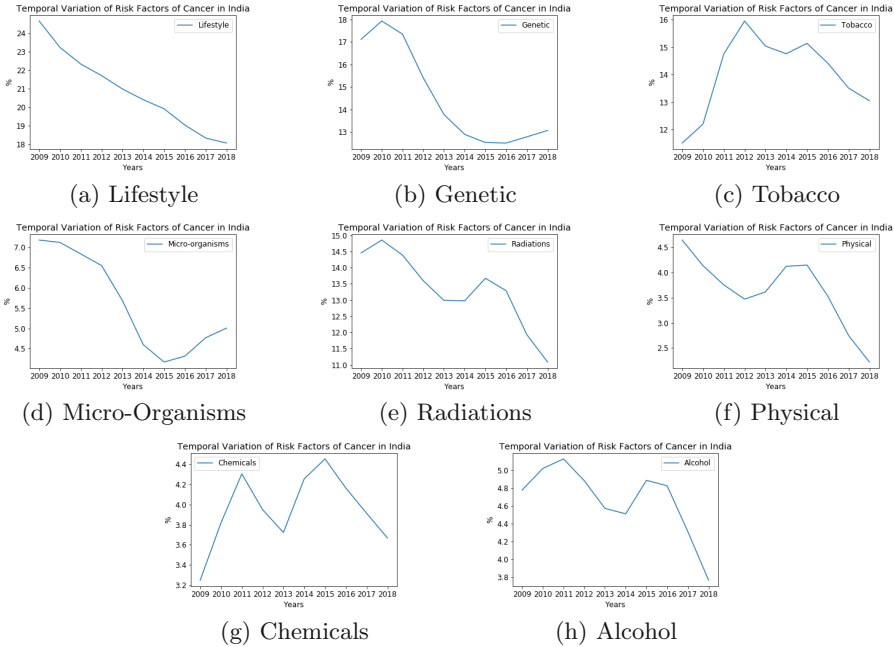 Temporal Variation of Risk Factors of Cancer in India
Lifestyle
24
23
22
21
20
19
18
%
2009 2010 2011 2012 2013 2014 2015 2016 2017 2018
Years
(a) Lifestyle
Temporal Variation of Risk Factors of Cancer in India
Genetic
18
17
16
15
14
13
%
2009 2010 2011 2012 2013 2014 2015 2016 2017 2018
Years
(b) Genetic
Temporal Variation of Risk Factors of Cancer in India
Tobacco
16
15
14
13
12
%
2009 2010 2011 2012 2013 2014 2015 2016 2017 2018
Years
(c) Tobacco
Temporal Variation of Risk Factors of Cancer in India
Micro-organisms
7.0
6.5
6.0
5.5
5.0
4.5
%
2009 2010 2011 2012 2013 2014 2015 2016 2017 2018
Years
(d) Micro-Organisms
Temporal Variation of Risk Factors of Cancer in India
Radiations
15.0
14.5
14.0
13.5
13.0
12.5
12.0
11.5
11.0
%
2009 2010 2011 2012 2013 2014 2015 2016 2017 2018
Years
(e) Radiations
Temporal Variation of Risk Factors of Cancer in India
Physical
4.5
4.0
3.5
3.0
2.5
%
2009 2010 2011 2012 2013 2014 2015 2016 2017 2018
Years
(f) Physical
Temporal Variation of Risk Factors of Cancer in India
Chemicals
4.4
4.2
4.0
3.8
3.6
3.4
3.2
%
2009 2010 2011 2012 2013 2014 2015 2016 2017 2018
Years
(g) Chemicals
Temporal Variation of Risk Factors of Cancer in India
Alcohol
5.0
4.8
4.6
4.4
4.2
4.0
3.8
%
2009 2010 2011 2012 2013 2014 2015 2016 2017 2018
Years
(h) Alcohol